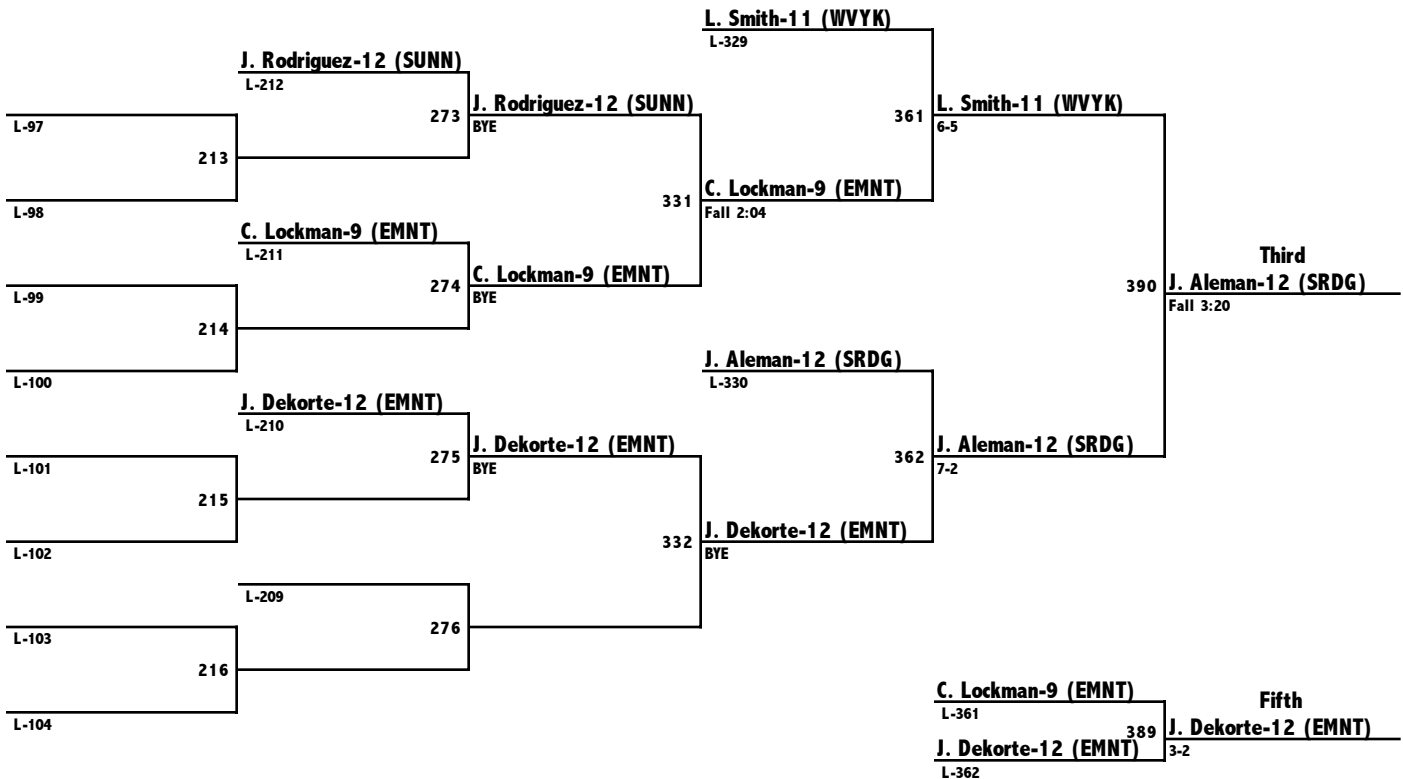 L. Smith-11 (WVYK)
L-329
J. Rodriguez-12 (SUNN)
L-212
273
J. Rodriguez-12 (SUNN)
BYE
361
L. Smith-11 (WVYK)
6-5
L-97
213
L-98
331
C. Lockman-9 (EMNT)
Fall 2:04
C. Lockman-9 (EMNT)
L-211
274
C. Lockman-9 (EMNT)
BYE
L-99
214
L-100
Third
390
J. Aleman-12 (SRDG)
Fall 3:20
J. Aleman-12 (SRDG)
L-330
J. Dekorte-12 (EMNT)
L-210
275
J. Dekorte-12 (EMNT)
BYE
362
J. Aleman-12 (SRDG)
7-2
L-101
215
L-102
332
J. Dekorte-12 (EMNT)
BYE
L-209
276
L-103
216
L-104
C. Lockman-9 (EMNT)
L-361
Fifth
389
J. Dekorte-12 (EMNT)
3-2
J. Dekorte-12 (EMNT)
L-362